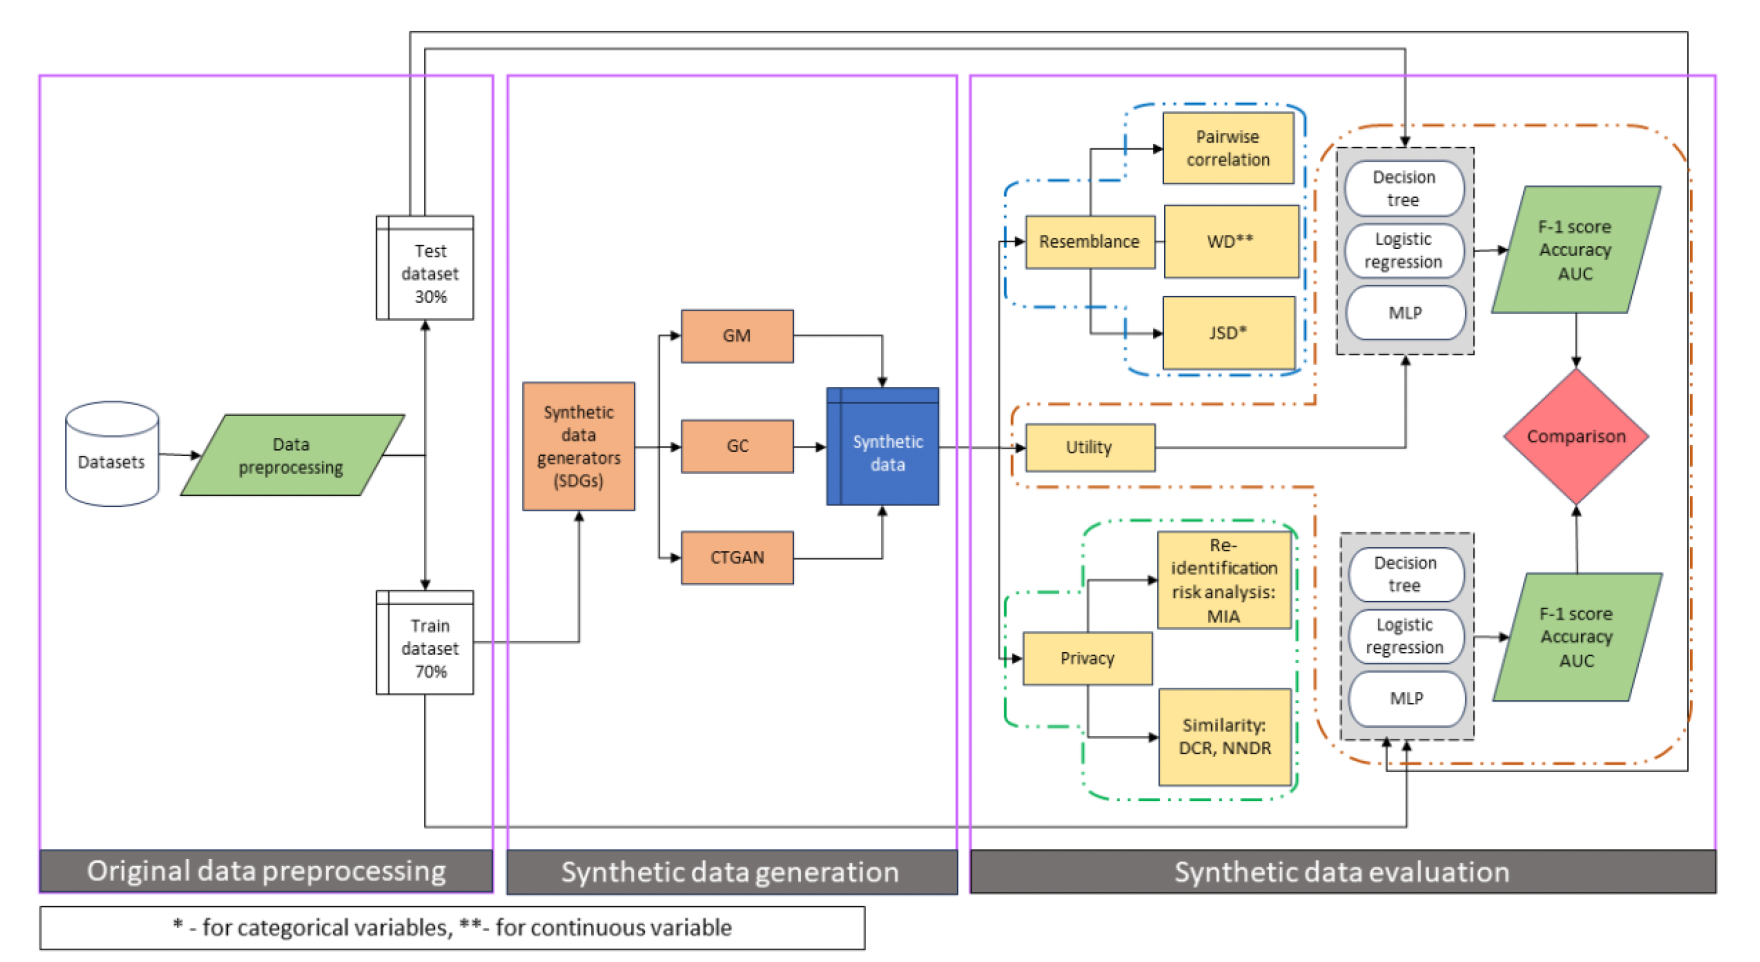 Datasets
Data
preprocessing
Test
dataset
30%
Train
dataset
70%
Original data preprocessing
Synthetic
data
generators
(SDGs)
GM
GC
CTGAN
Synthetic
data
Synthetic data generation
Resemblance
Pairwise
correlation
WD**
JSD*
Utility
Privacy
Re-
identification
risk analysis:
MIA
Similarity:
DCR, NNDR
Decision
tree
Logistic
regression
MLP
F-1 score
Accuracy
AUC
Comparison
Decision
tree
Logistic
regression
MLP
F-1 score
Accuracy
AUC
Synthetic data evaluation
* - for categorical variables, **- for continuous variable